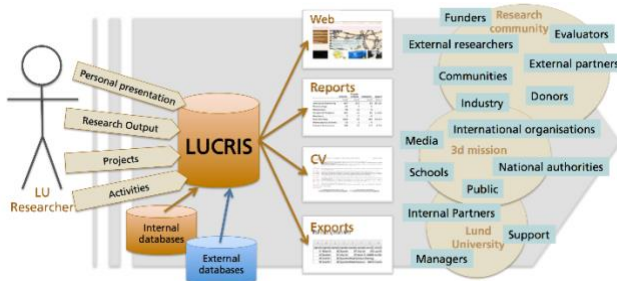 LU
Researcher
Personal presentation
Research Output
Projects
Activities
LUCRIS
Internal
databases
External
databases
Web
Reports
CV
Exports
Funders
Research
community
Evaluators
External researchers
External partners
Communities
Donors
Industry
International organisations
Media
3d mission
National authorities
Schools
Public
Internal Partners
Lund
University
Support
Managers